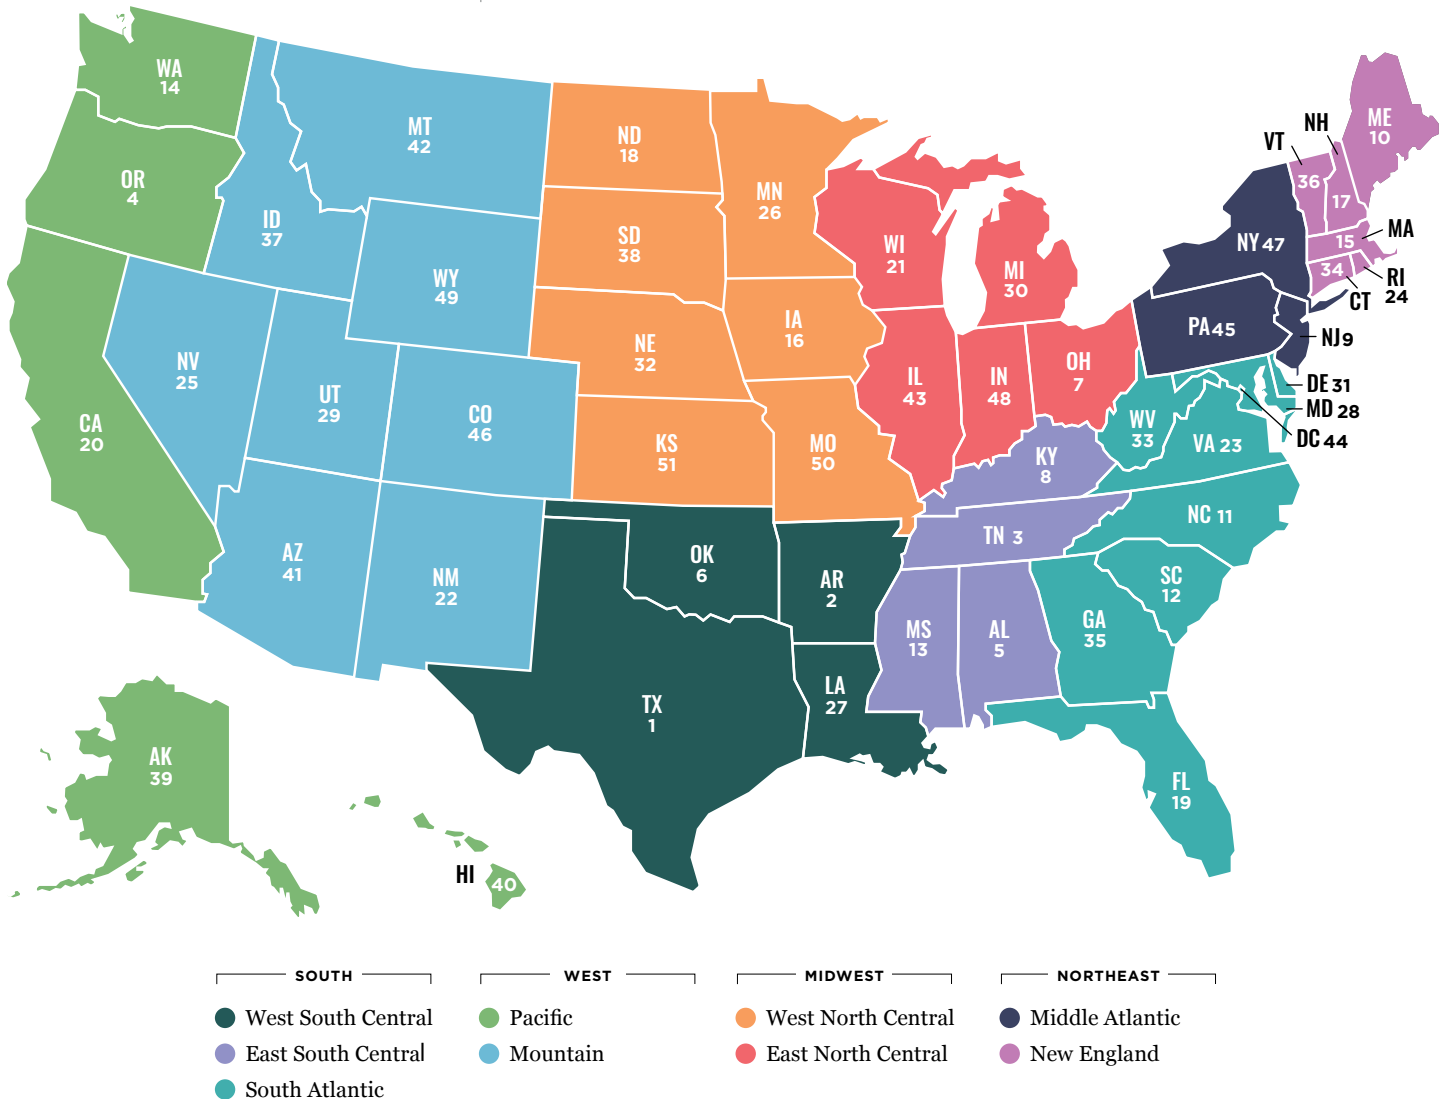 WA
14
OR
4
CA
20
ID
37
NV
25
MT
42
WY
49
UT
29
CO
46
AZ
41
NM
22
ND
18
SD
38
NE
32
KS
51
MN
26
IA
16
MO
50
WI
21
MI
30
IL
43
IN
48
OH
7
OK
6
TX
1
AR
2
LA
27
KY
8
TN 3
MS
13
AL
5
GA
35
FL
19
SC
12
NC 11
VA 23
WV
33
DC 44
MD 28
DE 31
NJ 9
PA 45
NY 47
CT
34
RI
24
MA
15
NH
17
VT
36
ME
10
AK
39
HI
40
SOUTH
West South Central
East South Central
South Atlantic
WEST
Pacific
Mountain
MIDWEST
West North Central
East North Central
NORTHEAST
Middle Atlantic
New England